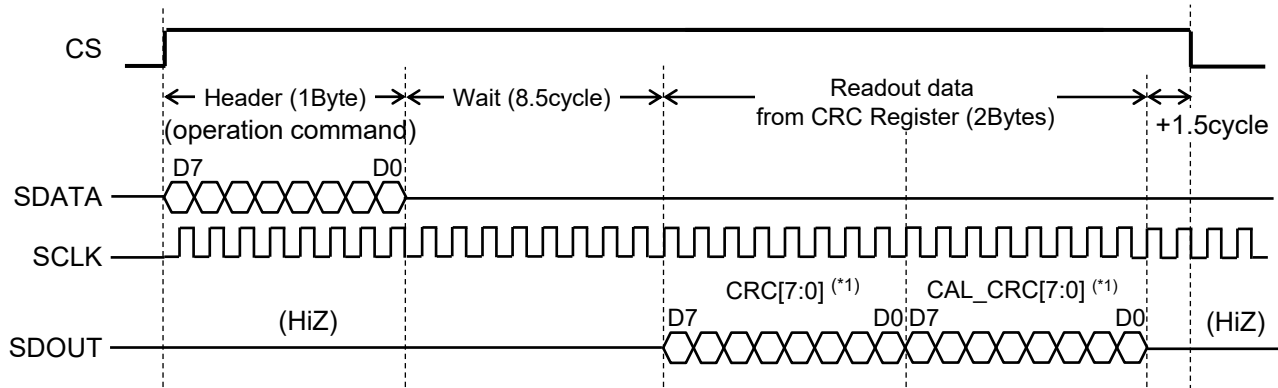 CS
Header (1Byte)
(operation command)
Wait (8.5cycle)
Readout data
from CRC Register (2Bytes)
+1.5cycle
D7 D0
SDATA
SCLK
CRC[7:0] (*1)
CAL_CRC[7:0] (*1)
(HiZ)
D7 D0 D7 D0
(HiZ)
SDOUT